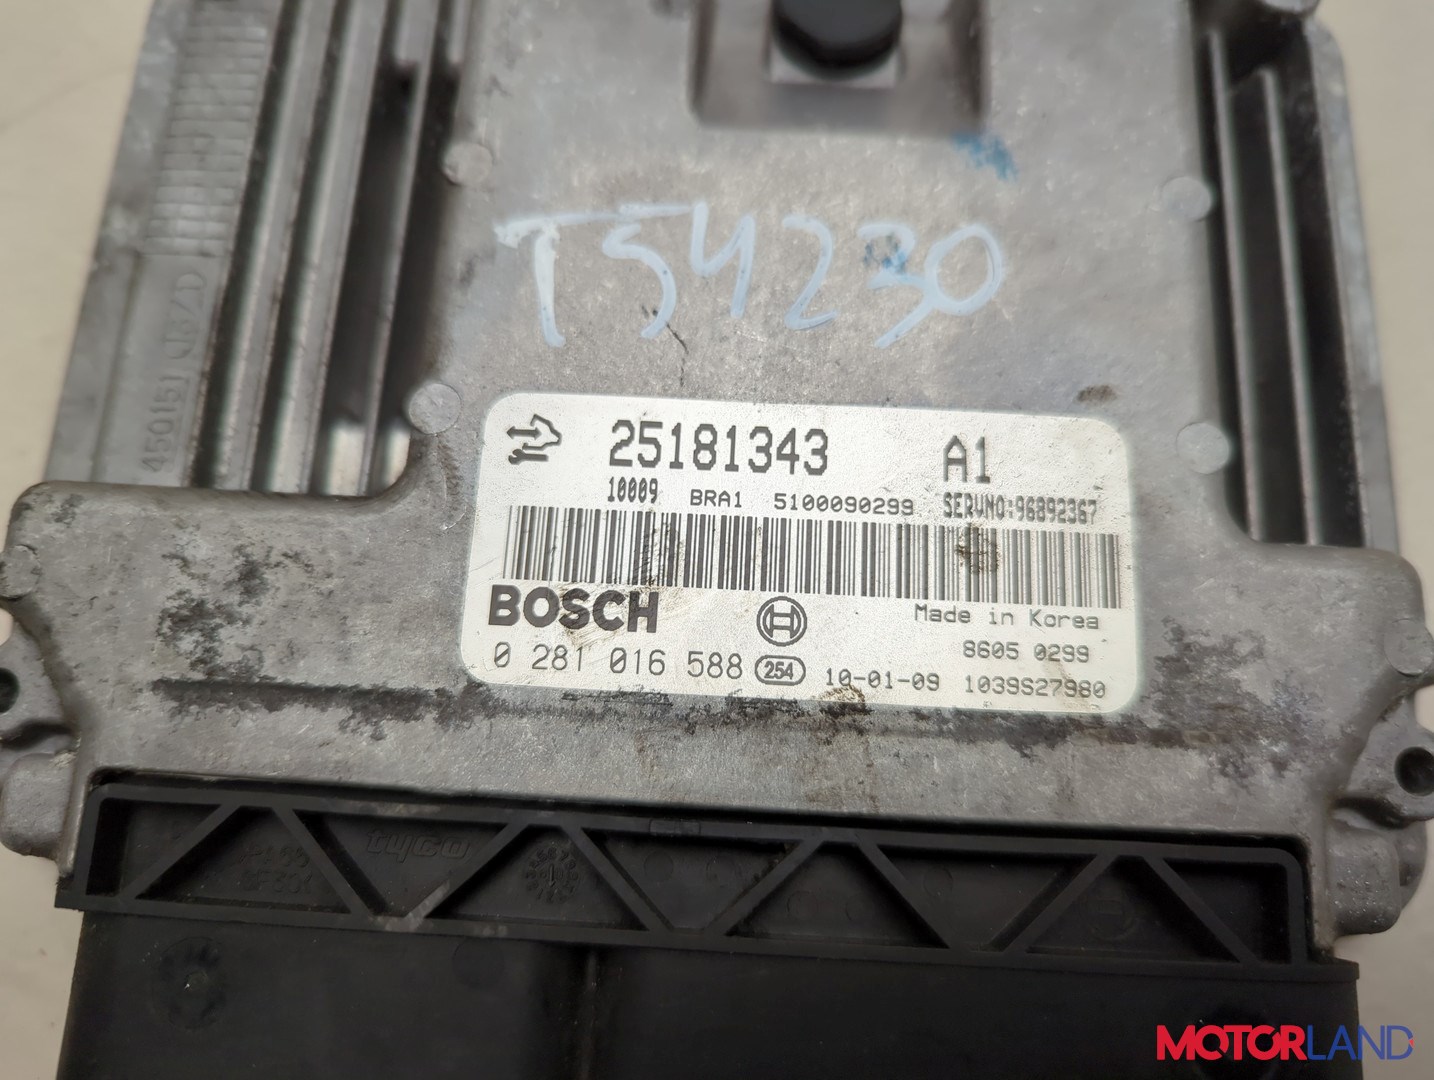 T54230
25181343 A1
10009 BRA1 5100090299 SERVNO:96892367
BOSCH Made in Korea
8605 0299
0 281 016 588 254 10-01-09 1039S27980
450151
tyco
MOTORLAND